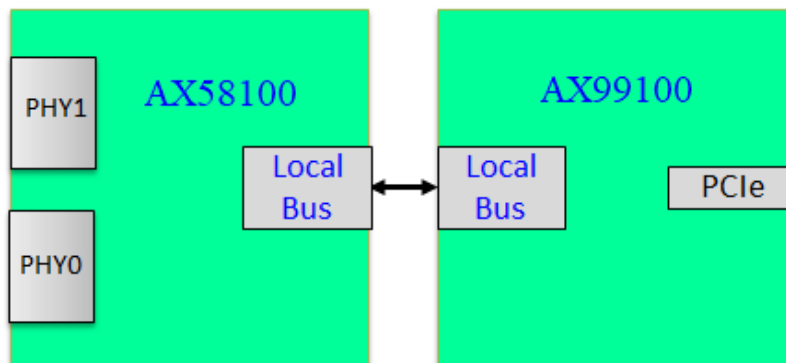 AX58100
AX99100
PHY1
Local
Bus
Local
Bus
PCIe
PHY0